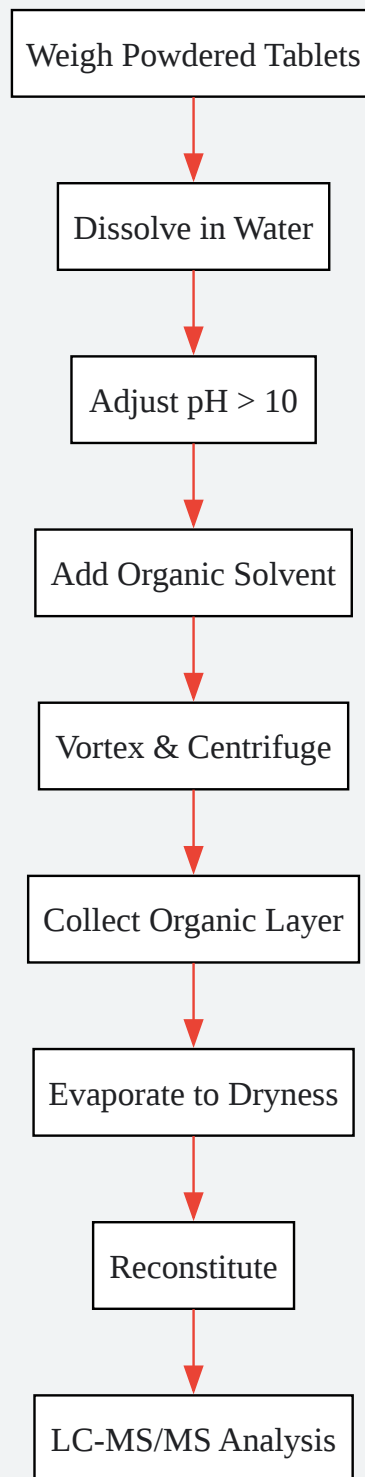 Weigh Powdered Tablets
Dissolve in Water
Adjust pH > 10
Add Organic Solvent
Vortex & Centrifuge
Collect Organic Layer
Evaporate to Dryness
Reconstitute
LC-MS/MS Analysis